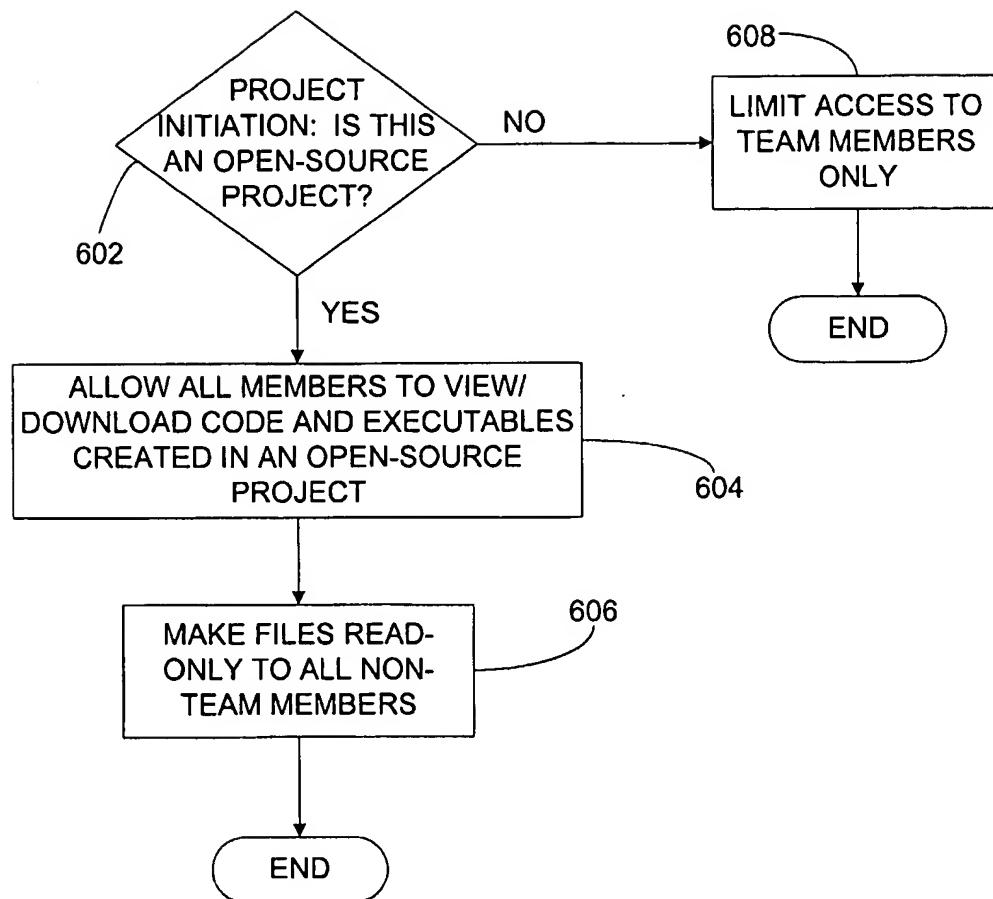 PROJECT
INITIATION: IS THIS
AN OPEN-SOURCE
PROJECT?
602
NO
608
LIMIT ACCESS TO
TEAM MEMBERS
ONLY
END
YES
ALLOW ALL MEMBERS TO VIEW/
DOWNLOAD CODE AND EXECUTABLES
CREATED IN AN OPEN-SOURCE
PROJECT
604
606
MAKE FILES READ-
ONLY TO ALL NON-
TEAM MEMBERS
END